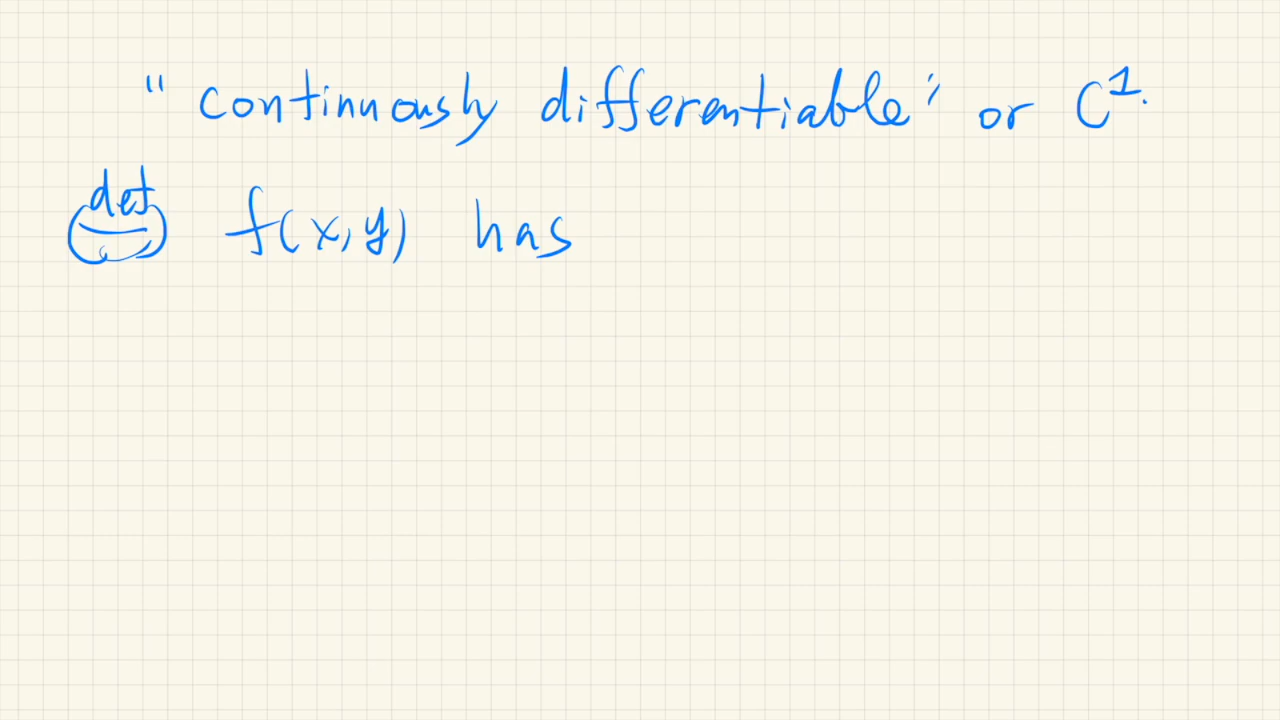 "continuously differentiable" or C¹.
def f(x,y) has